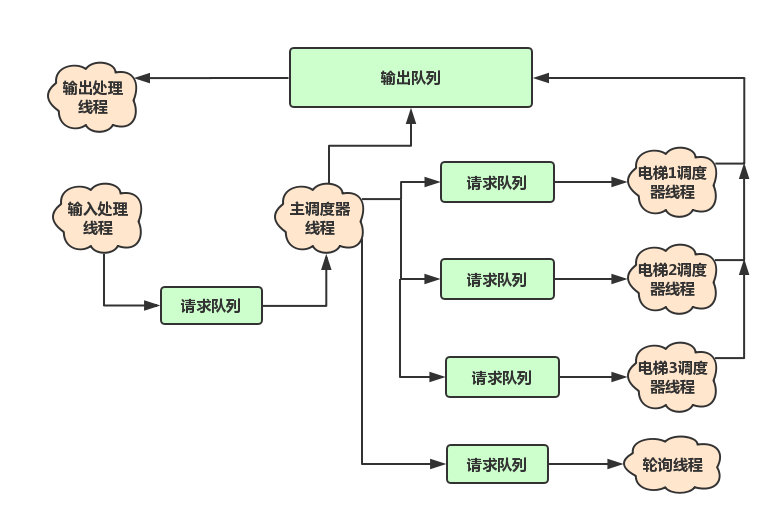 输出队列
输出处理
线程
输入处理
线程
主调度器
线程
请求队列
请求队列
电梯1调度
器线程
请求队列
电梯2调度
器线程
请求队列
电梯3调度
器线程
请求队列
轮询线程